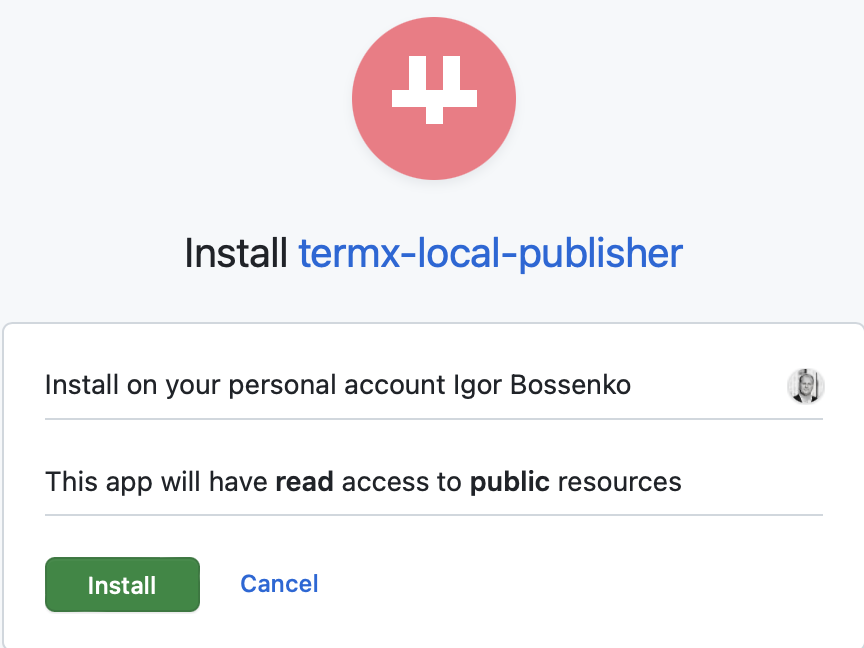 Install termx-local-publisher
Install on your personal account Igor Bossenko
This app will have read access to public resources
Install
Cancel